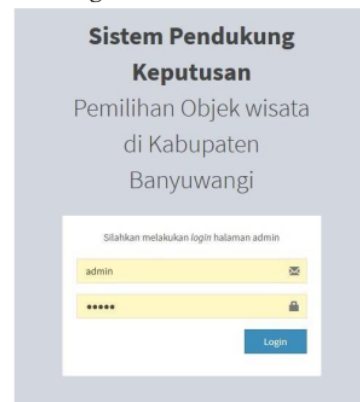 Sistem Pendukung
Keputusan
Pemilihan Objek wisata
di Kabupaten
Banyuwangi
Silahkan melakukan login halaman admin
admin
•••••
Login